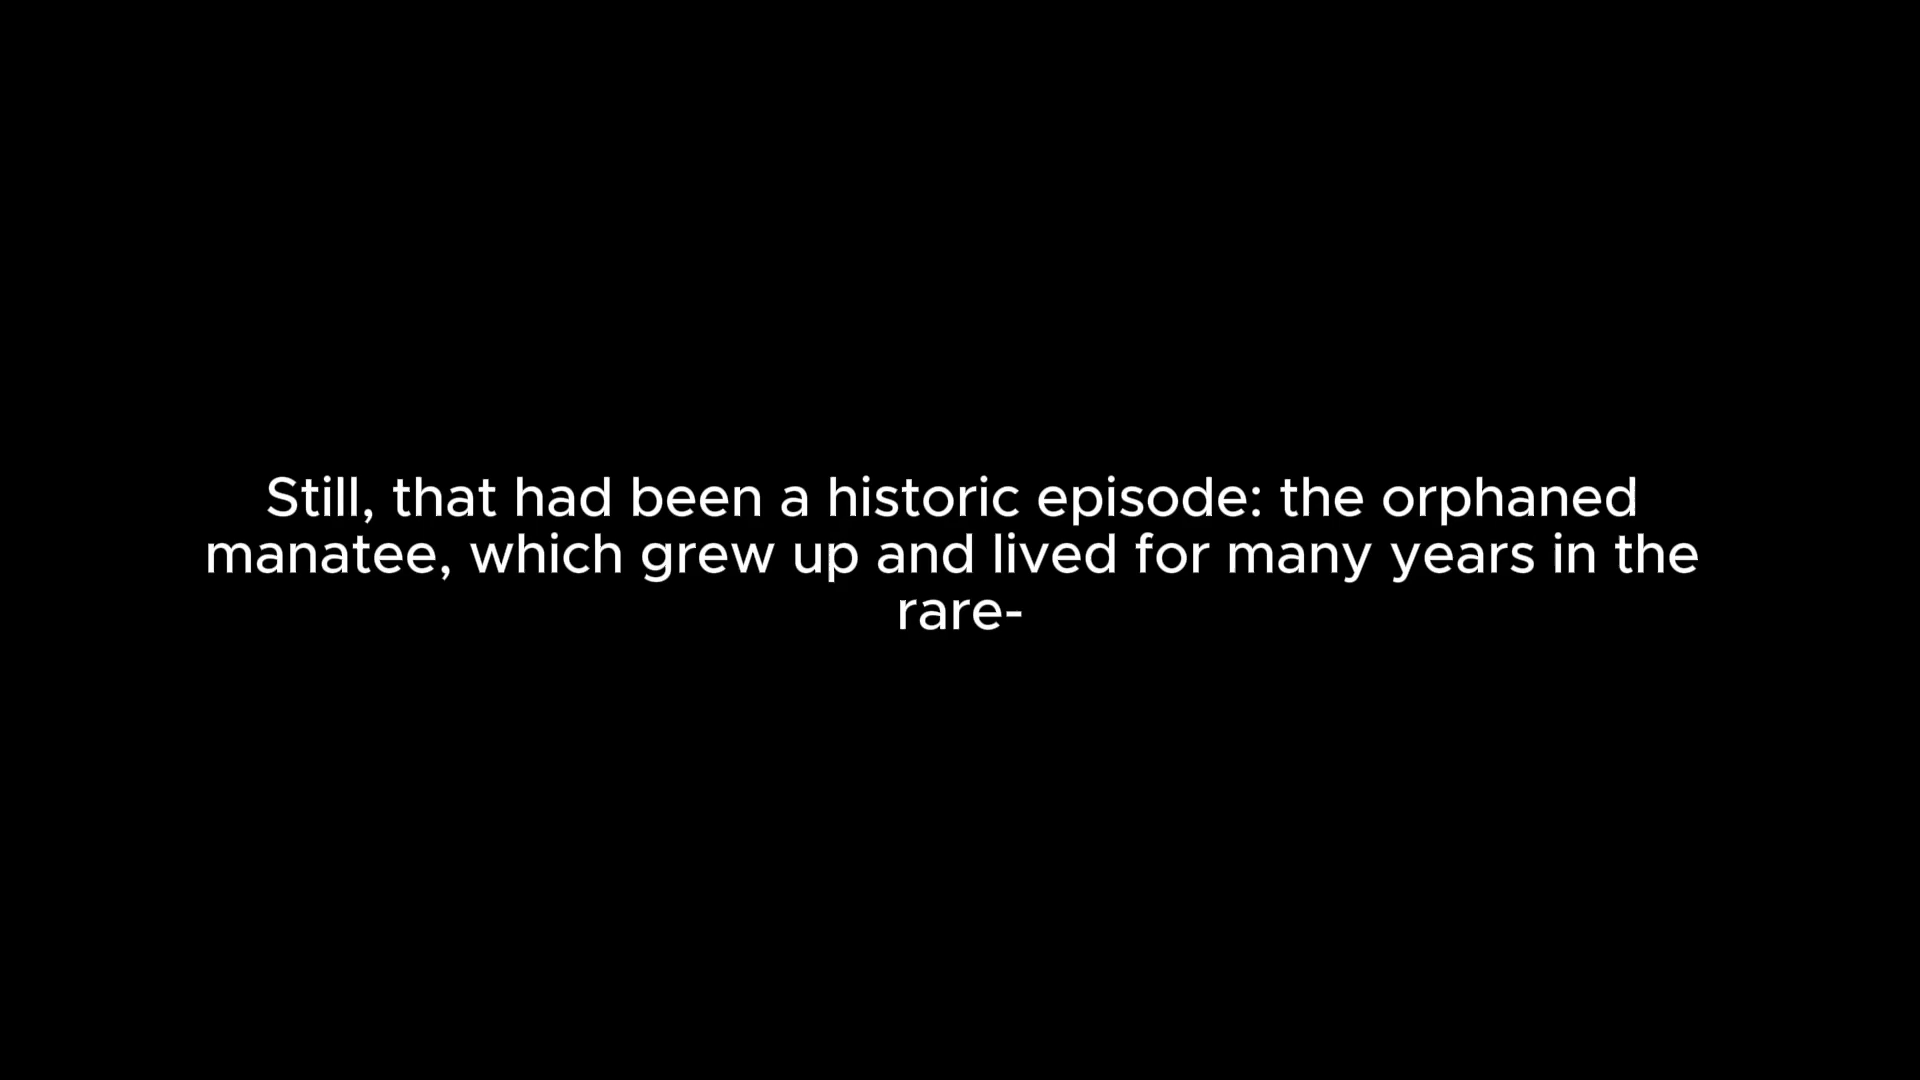 Still, that had been a historic episode: the orphaned
manatee, which grew up and lived for many years in the
rare-